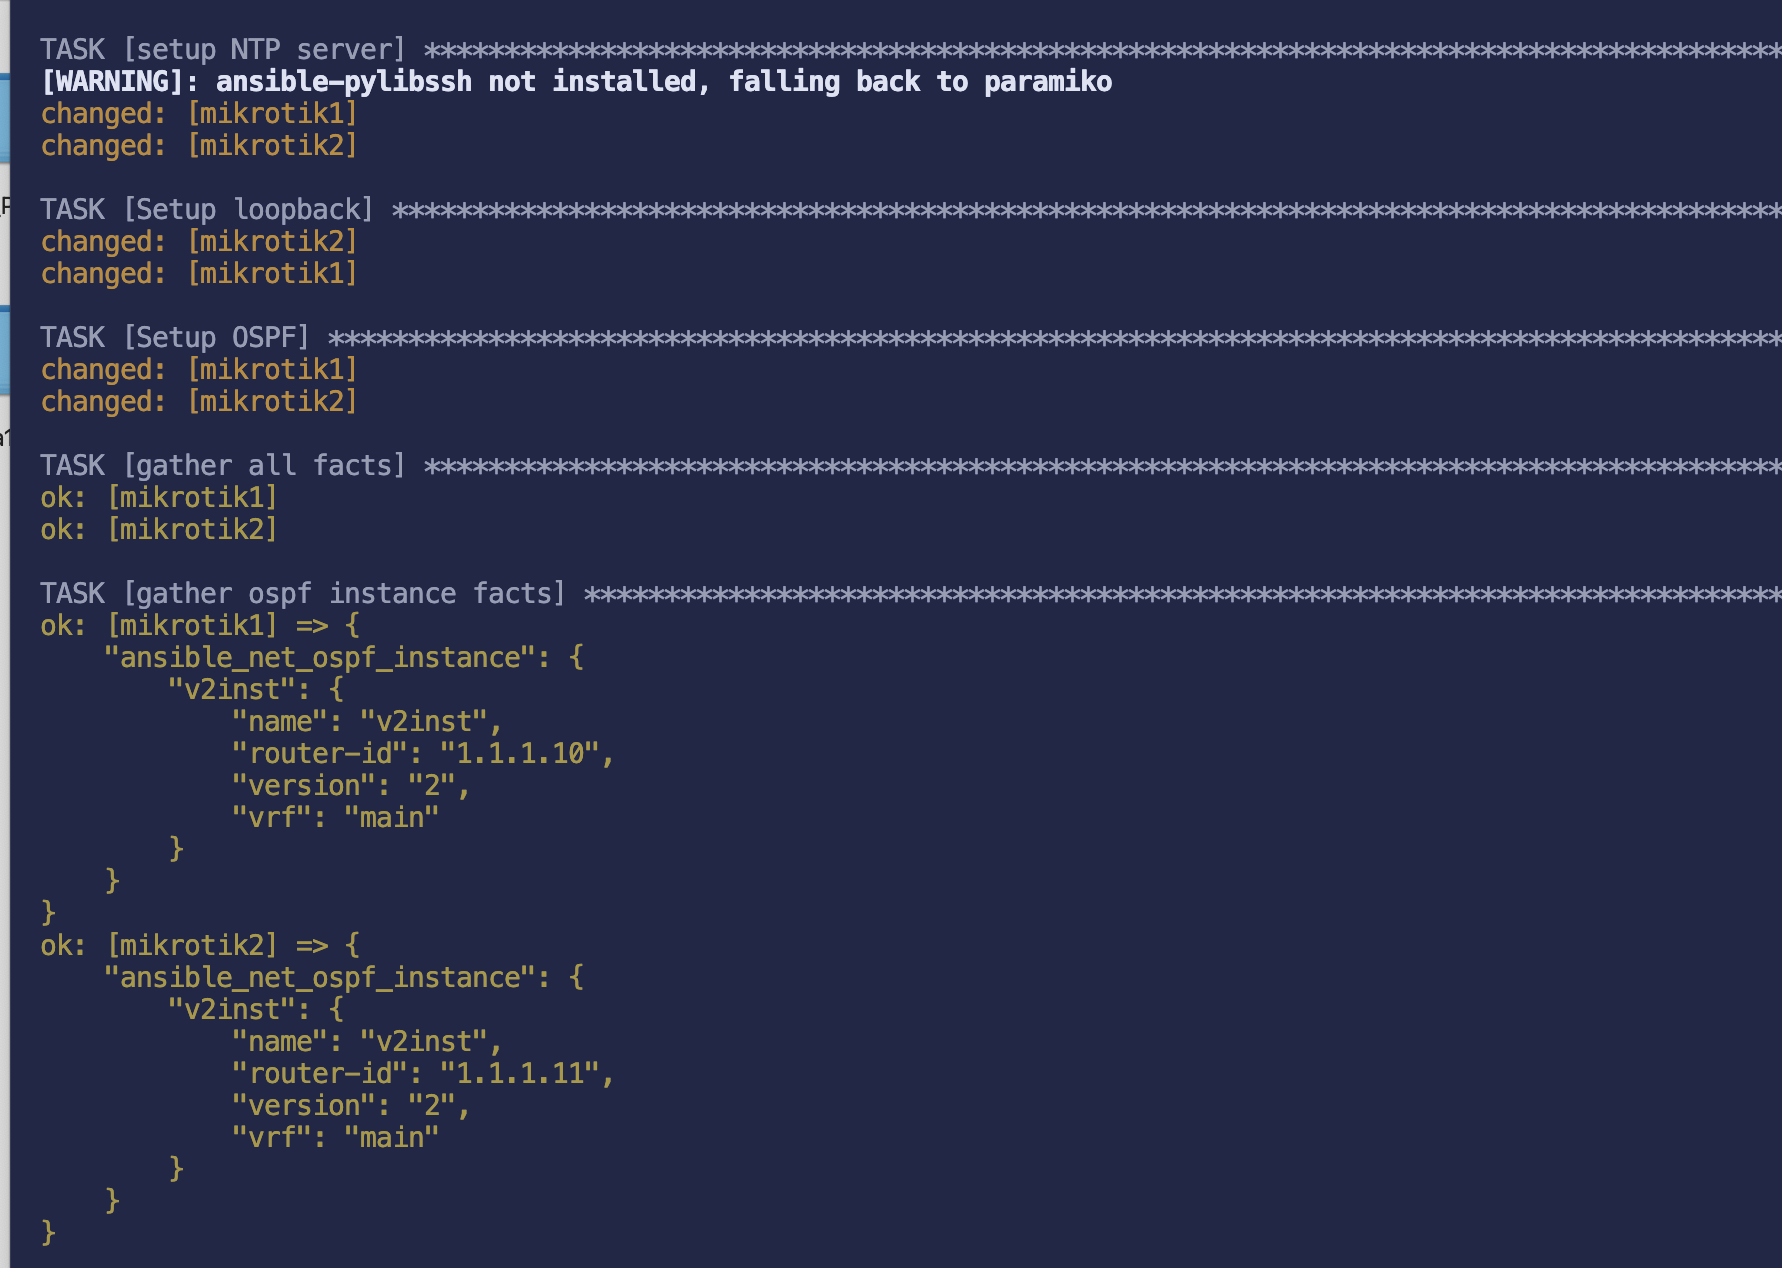 TASK [setup NTP server] *************************************************************************************
[WARNING]: ansible-pylibssh not installed, falling back to paramiko
changed: [mikrotik1]
changed: [mikrotik2]
TASK [Setup loopback] ***************************************************************************************
changed: [mikrotik2]
changed: [mikrotik1]
TASK [Setup OSPF] *******************************************************************************************
changed: [mikrotik1]
changed: [mikrotik2]
TASK [gather all facts] *************************************************************************************
ok: [mikrotik1]
ok: [mikrotik2]
TASK [gather ospf instance facts] ***************************************************************************
ok: [mikrotik1] => {
    "ansible_net_ospf_instance": {
        "v2inst": {
            "name": "v2inst",
            "router-id": "1.1.1.10",
            "version": "2",
            "vrf": "main"
        }
    }
}
ok: [mikrotik2] => {
    "ansible_net_ospf_instance": {
        "v2inst": {
            "name": "v2inst",
            "router-id": "1.1.1.11",
            "version": "2",
            "vrf": "main"
        }
    }
}